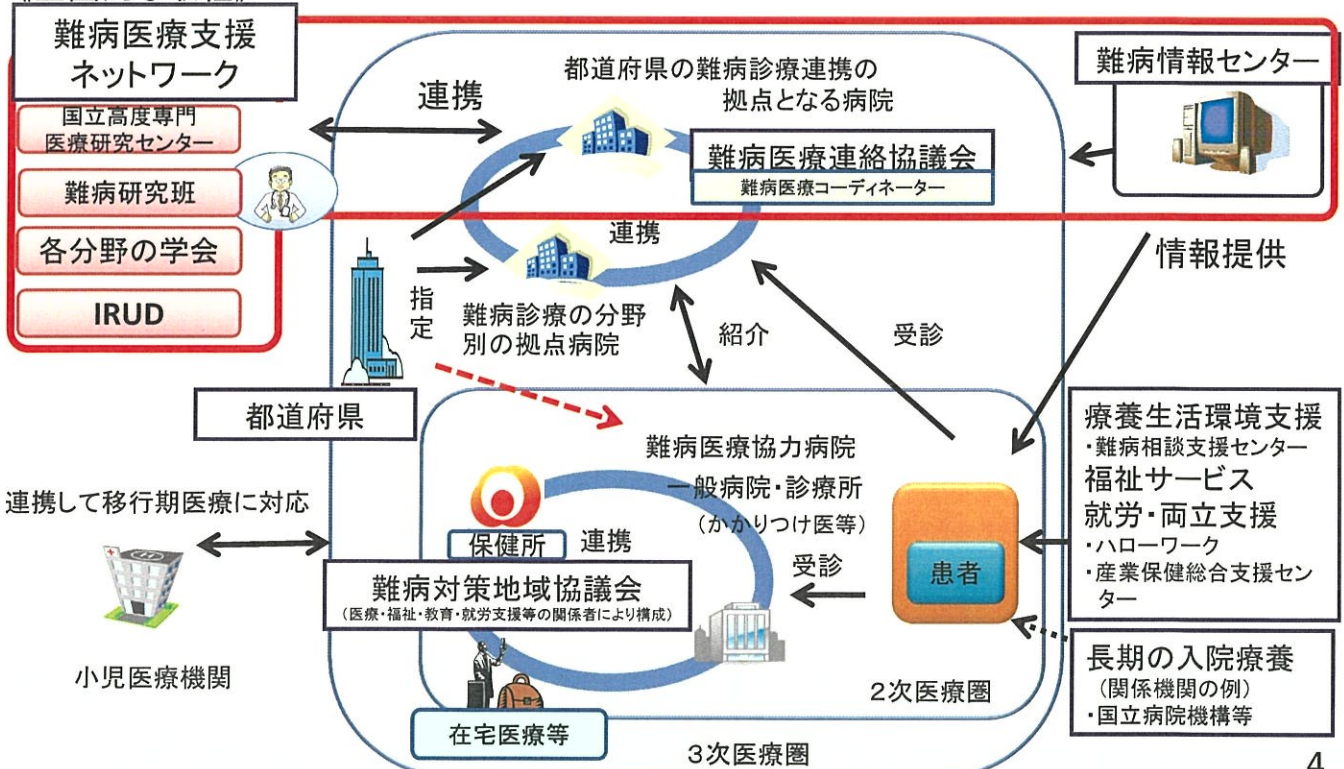 難病医療支援
ネットワーク
国立高度専門
医療研究センター
難病研究班
各分野の学会
IRUD
連携
都道府県の難病診療連携の
拠点となる病院
難病医療連絡協議会
難病医療コーディネーター
難病情報センター
連携
指定
難病診療の分野
別の拠点病院
紹介
受診
情報提供
都道府県
難病医療協力病院
一般病院・診療所
(かかりつけ医等)
保健所
連携
難病対策地域協議会
(医療・福祉・教育・就労支援等の関係者により構成)
受診
患者
在宅医療等
2次医療圏
3次医療圏
連携して移行期医療に対応
小児医療機関
療養生活環境支援
・難病相談支援センター
福祉サービス
就労・両立支援
・ハローワーク
・産業保健総合支援セン
ター
長期の入院療養
(関係機関の例)
・国立病院機構等
4